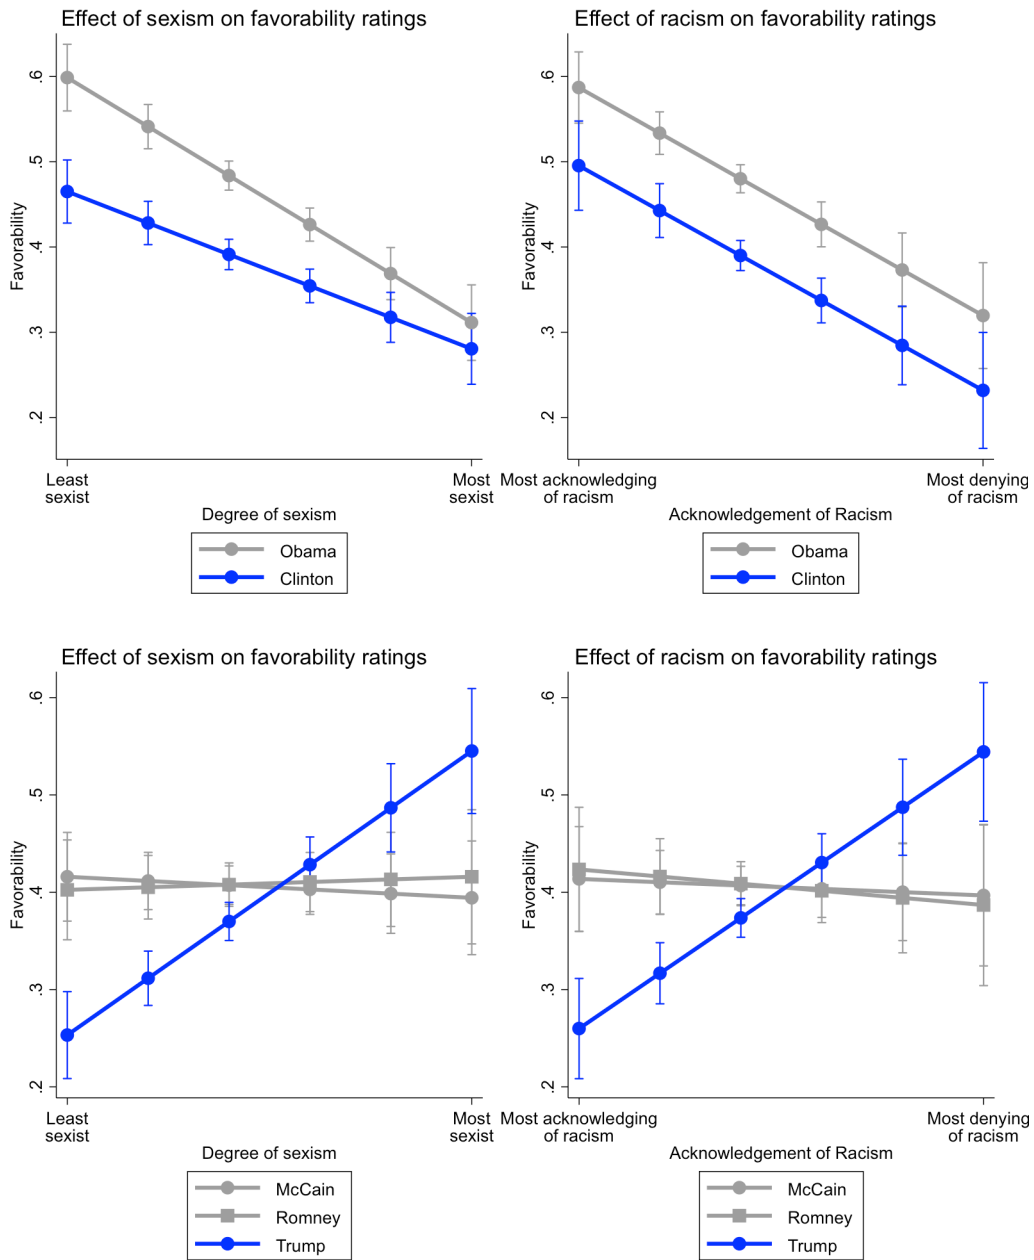 Effect of sexism on favorability ratings
Favorability
.6
.5
.4
.3
.2
Least
sexist
Most
sexist
Degree of sexism
Obama
Clinton
Effect of racism on favorability ratings
Favorability
.6
.5
.4
.3
.2
Most acknowledging
of racism
Most denying
of racism
Acknowledgement of Racism
Obama
Clinton
Effect of sexism on favorability ratings
Favorability
.6
.5
.4
.3
.2
Least
sexist
Most
sexist
Degree of sexism
McCain
Romney
Trump
Effect of racism on favorability ratings
Favorability
.6
.5
.4
.3
.2
Most acknowledging
of racism
Most denying
of racism
Acknowledgement of Racism
McCain
Romney
Trump